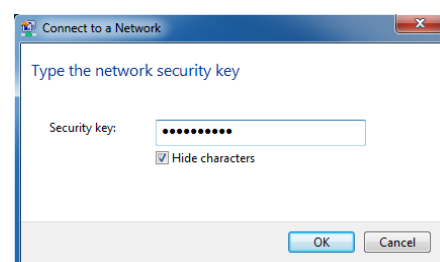 Connect to a Network
Type the network security key
Security key: ••••••••••
Hide characters
OK Cancel